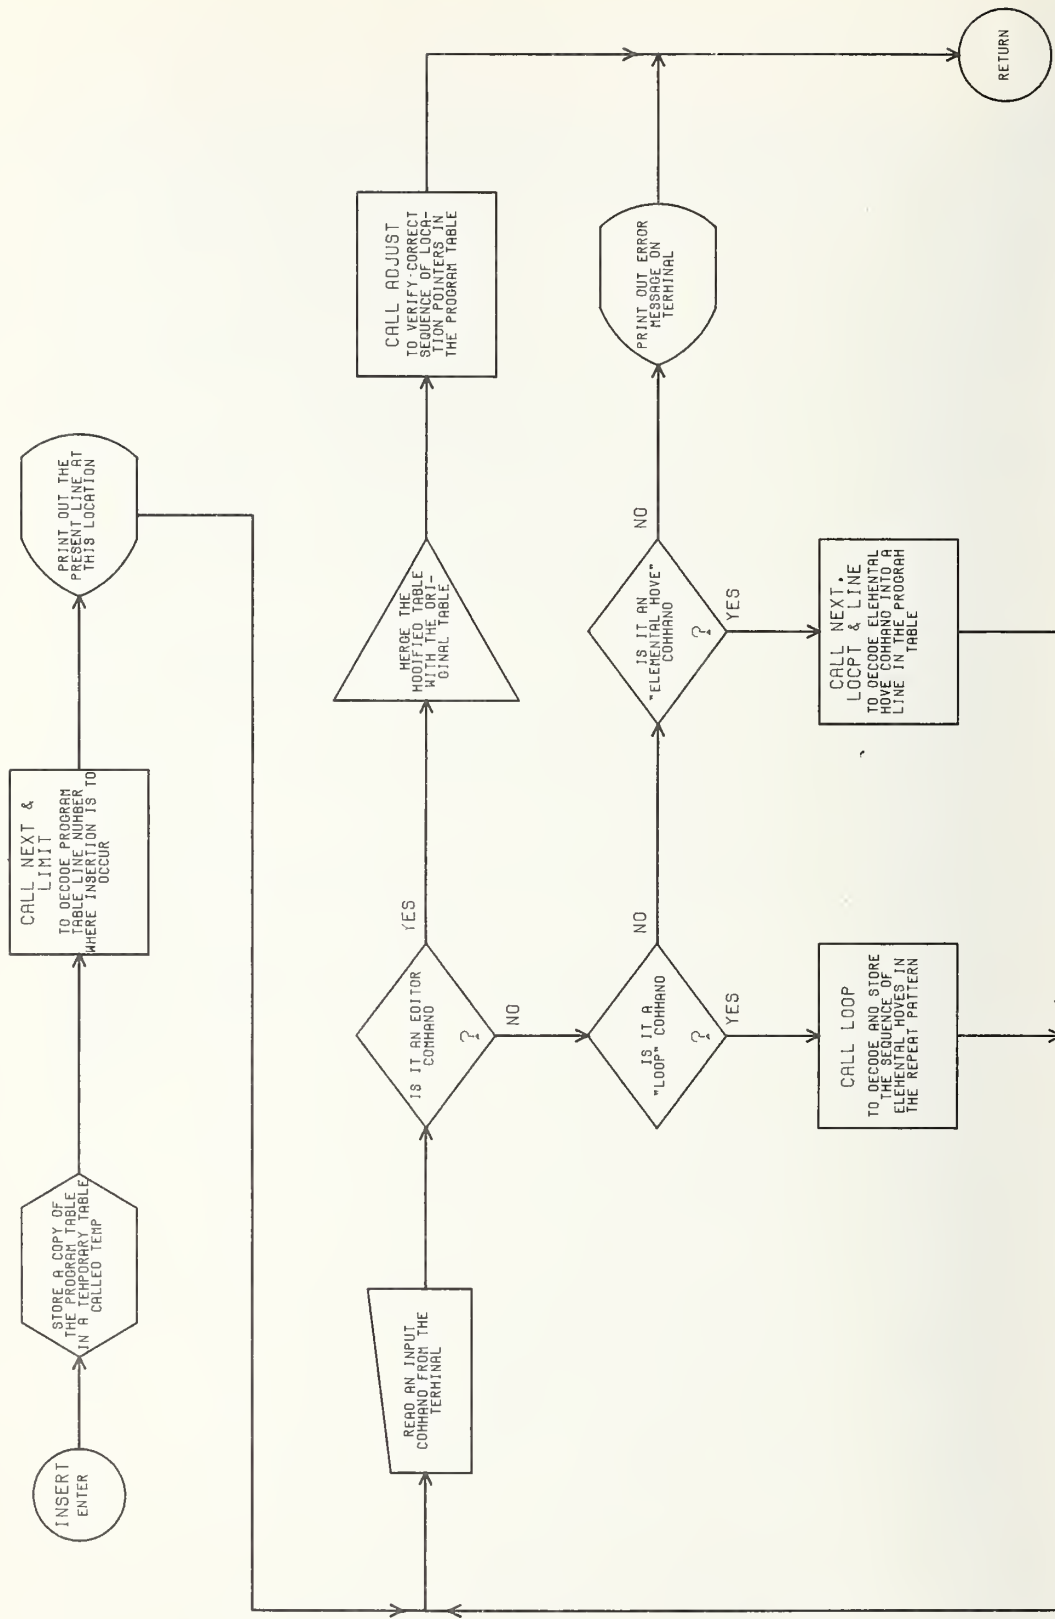 INSERT
ENTER
STORE A COPY OF
THE PROGRAM TABLE
IN A TEMPORARY TABLE
CALLED TEMP
CALL NEXT &
LIMIT
TO DECODE PROGRAM
TABLE LINE NUMBER
WHERE INSERTION IS TO
OCCUR
PRINT OUT THE
PRESENT LINE AT
THIS LOCATION
READ AN INPUT
COMMAND FROM THE
TERMINAL
IS IT AN EDITOR
COMMAND
?
YES
NO
MERGE THE
MODIFIED TABLE
WITH THE ORI-
GINAL TABLE
CALL ADJUST
TO VERIFY-CORRECT
SEQUENCE OF LOCA-
TION POINTERS IN
THE PROGRAM TABLE
IS IT A
"LOOP" COMMAND
?
NO
YES
IS IT AN
"ELEMENTAL MOVE"
COMMAND
?
NO
YES
PRINT OUT ERROR
MESSAGE ON
TERMINAL
CALL LOOP
TO DECODE AND STORE
THE SEQUENCE OF
ELEMENTAL MOVES IN
THE REPEAT PATTERN
CALL NEXT,
LOCPT & LINE
TO DECODE ELEMENTAL
MOVE COMMAND INTO A
LINE IN THE PROGRAM
TABLE
RETURN